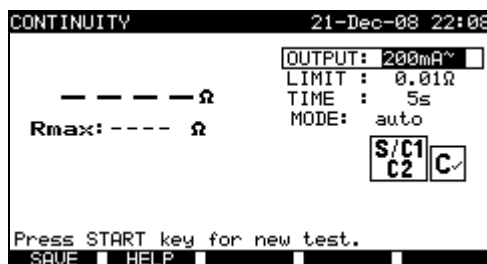 CONTINUITY 21-Dec-08 22:08
OUTPUT: 200mA~
LIMIT : 0.01Ω
TIME : 5s
MODE: auto
– – – – Ω
Rmax:---- Ω
S/C1
C2
C✓
Press START key for new test.
SAVE HELP